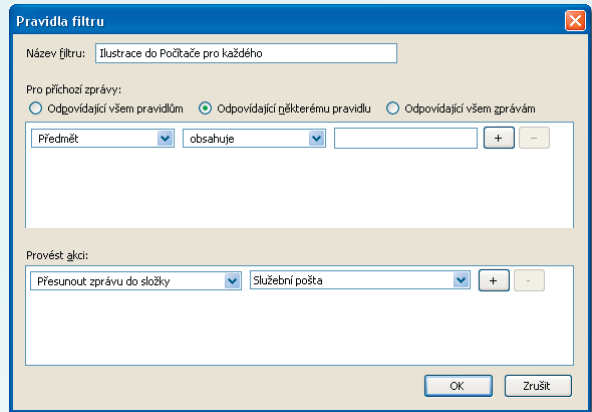 Pravidla filtru
Název filtru: Ilustrace do Počítače pro každého
Pro příchozí zprávy:
Odpovídající všem pravidlům Odpovídající některému pravidlu Odpovídající všem zprávám
Předmět obsahuje + -
Provést akci:
Přesunout zprávu do složky Služební pošta + -
OK Zrušit